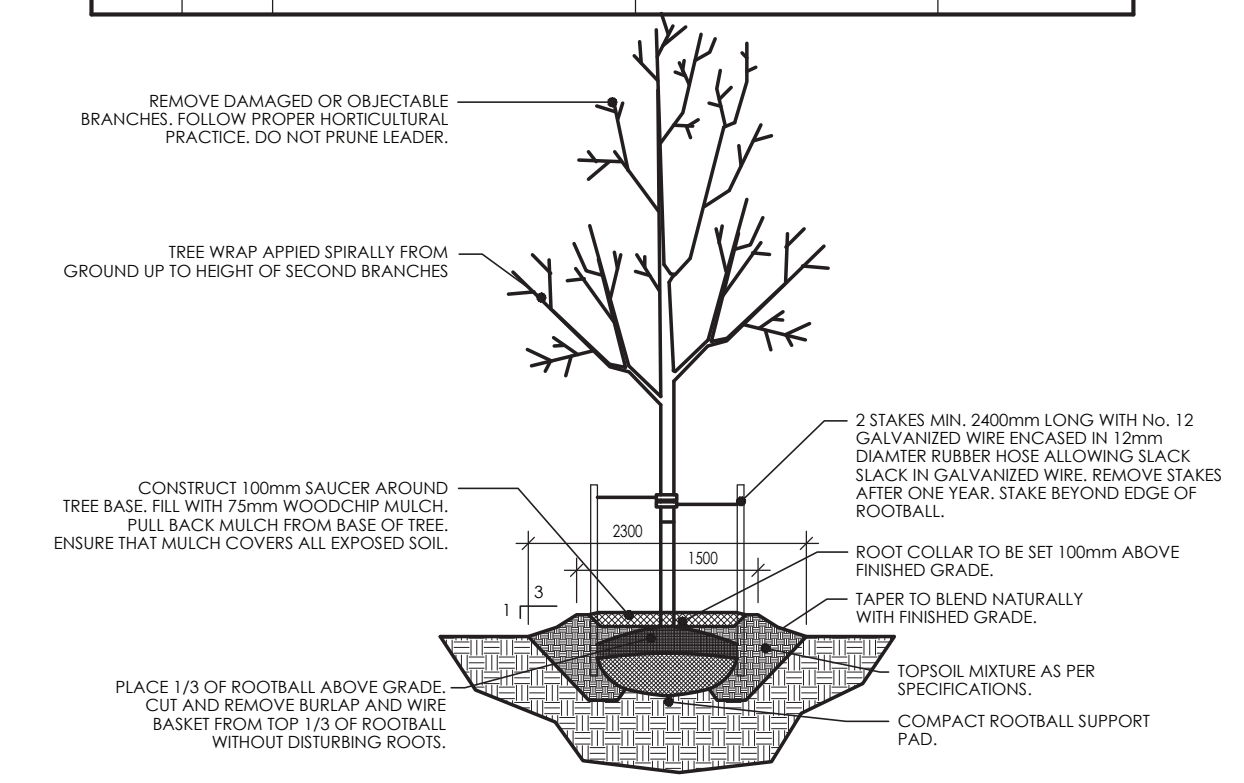 REMOVE DAMAGED OR OBJECTABLE
BRANCHES. FOLLOW PROPER HORTICULTURAL
PRACTICE. DO NOT PRUNE LEADER.
TREE WRAP APPIED SPIRALLY FROM
GROUND UP TO HEIGHT OF SECOND BRANCHES
2 STAKES MIN. 2400mm LONG WITH No. 12
GALVANIZED WIRE ENCASED IN 12mm
DIAMTER RUBBER HOSE ALLOWING SLACK
SLACK IN GALVANIZED WIRE. REMOVE STAKES
AFTER ONE YEAR. STAKE BEYOND EDGE OF
ROOTBALL.
CONSTRUCT 100mm SAUCER AROUND
TREE BASE. FILL WITH 75mm WOODCHIP MULCH.
PULL BACK MULCH FROM BASE OF TREE.
ENSURE THAT MULCH COVERS ALL EXPOSED SOIL.
2300
1500
3
1
ROOT COLLAR TO BE SET 100mm ABOVE
FINISHED GRADE.
TAPER TO BLEND NATURALLY
WITH FINISHED GRADE.
TOPSOIL MIXTURE AS PER
SPECIFICATIONS.
COMPACT ROOTBALL SUPPORT
PAD.
PLACE 1/3 OF ROOTBALL ABOVE GRADE.
CUT AND REMOVE BURLAP AND WIRE
BASKET FROM TOP 1/3 OF ROOTBALL
WITHOUT DISTURBING ROOTS.